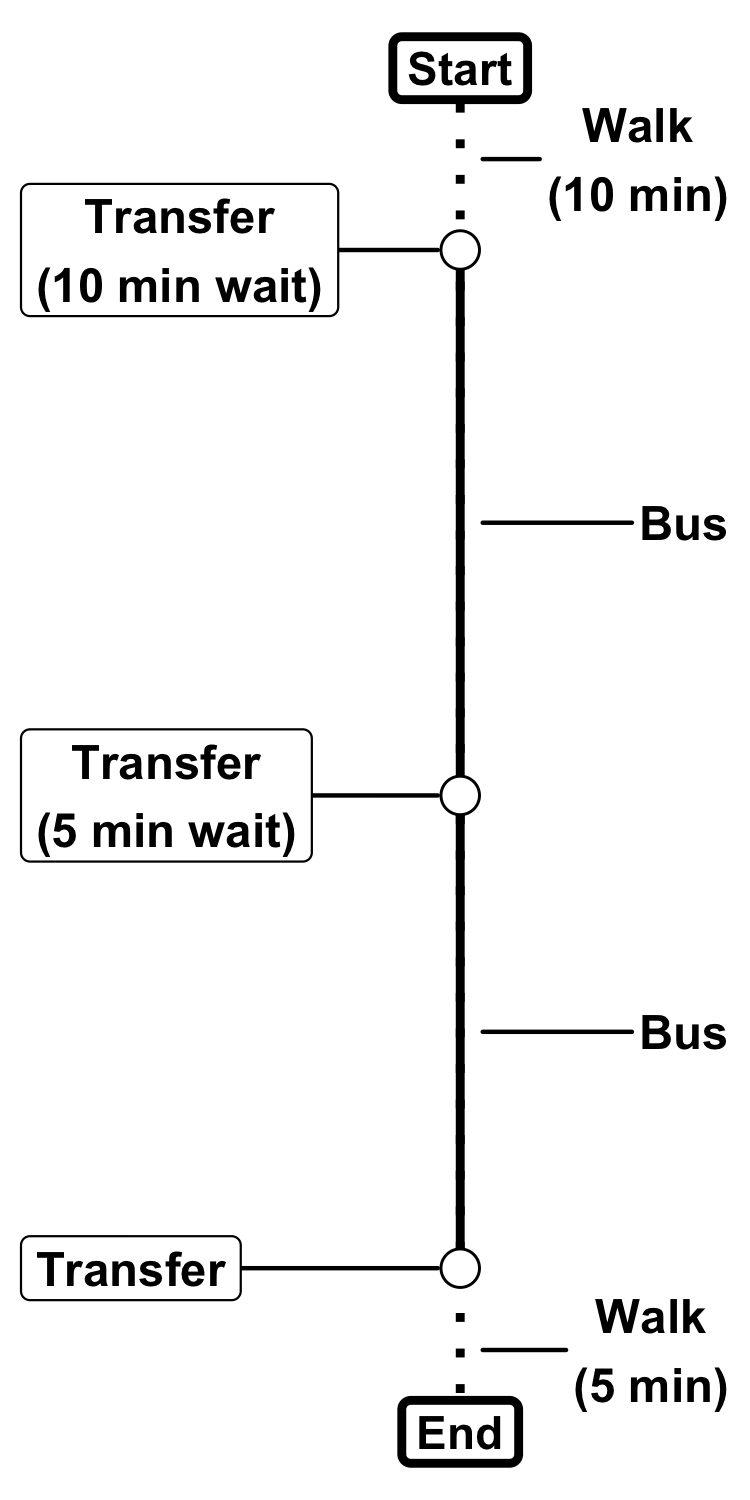 Start
Walk
(10 min)
Transfer
(10 min wait)
Bus
Transfer
(5 min wait)
Bus
Transfer
Walk
(5 min)
End